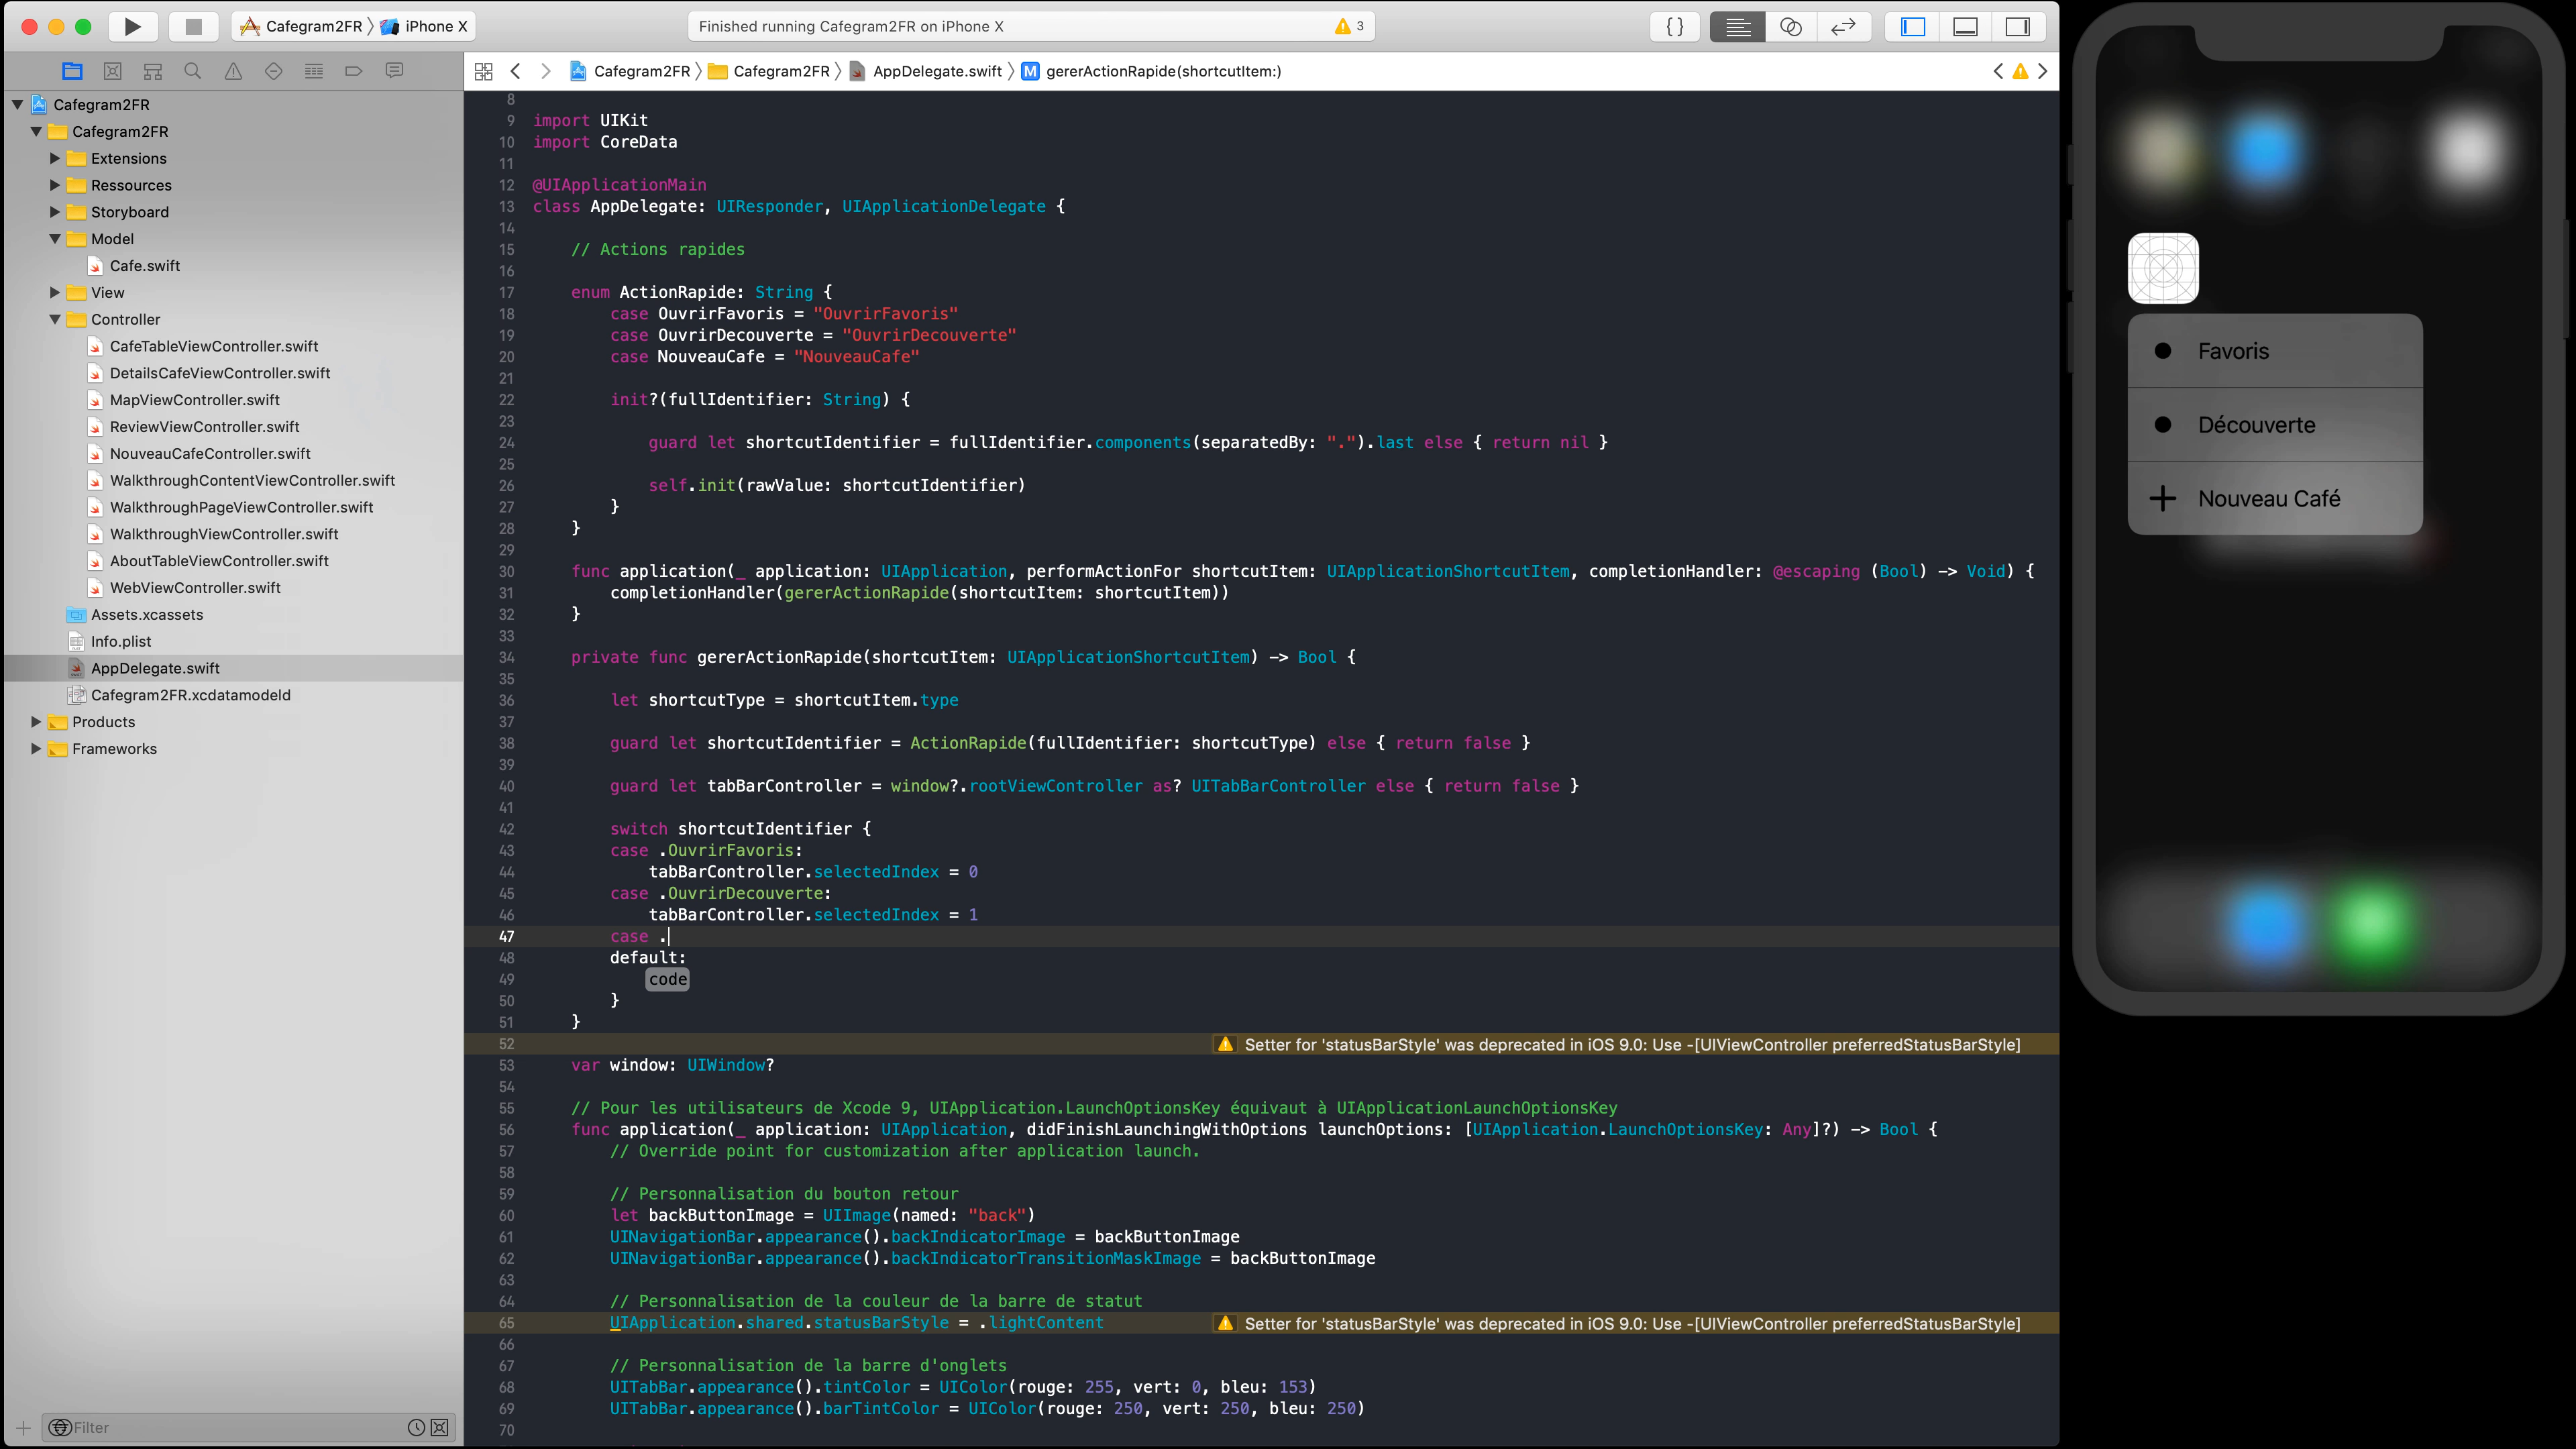 Cafegram2FR 〉 iPhone X
Finished running Cafegram2FR on iPhone X
3
Cafegram2FR 〉 Cafegram2FR 〉 AppDelegate.swift 〉 M gererActionRapide(shortcutItem:)
Cafegram2FR
Cafegram2FR
Extensions
Ressources
Storyboard
Model
Cafe.swift
View
Controller
CafeTableViewController.swift
DetailsCafeViewController.swift
MapViewController.swift
ReviewViewController.swift
NouveauCafeController.swift
WalkthroughContentViewController.swift
WalkthroughPageViewController.swift
WalkthroughViewController.swift
AboutTableViewController.swift
WebViewController.swift
Assets.xcassets
Info.plist
AppDelegate.swift
Cafegram2FR.xcdatamodeld
Products
Frameworks
Filter
8
9 import UIKit
10 import CoreData
11
12 @UIApplicationMain
13 class AppDelegate: UIResponder, UIApplicationDelegate {
14
15 // Actions rapides
16
17 enum ActionRapide: String {
18 case OuvrirFavoris = "OuvrirFavoris"
19 case OuvrirDecouverte = "OuvrirDecouverte"
20 case NouveauCafe = "NouveauCafe"
21
22 init?(fullIdentifier: String) {
23
24 guard let shortcutIdentifier = fullIdentifier.components(separatedBy: ".").last else { return nil }
25
26 self.init(rawValue: shortcutIdentifier)
27 }
28 }
29
30 func application(_ application: UIApplication, performActionFor shortcutItem: UIApplicationShortcutItem, completionHandler: @escaping (Bool) -> Void) {
31 completionHandler(gererActionRapide(shortcutItem: shortcutItem))
32 }
33
34 private func gererActionRapide(shortcutItem: UIApplicationShortcutItem) -> Bool {
35
36 let shortcutType = shortcutItem.type
37
38 guard let shortcutIdentifier = ActionRapide(fullIdentifier: shortcutType) else { return false }
39
40 guard let tabBarController = window?.rootViewController as? UITabBarController else { return false }
41
42 switch shortcutIdentifier {
43 case .OuvrirFavoris:
44 tabBarController.selectedIndex = 0
45 case .OuvrirDecouverte:
46 tabBarController.selectedIndex = 1
47 case .
48 default:
49 code
50 }
51 }
52 Setter for 'statusBarStyle' was deprecated in iOS 9.0: Use -[UIViewController preferredStatusBarStyle]
53 var window: UIWindow?
54
55 // Pour les utilisateurs de Xcode 9, UIApplication.LaunchOptionsKey équivaut à UIApplicationLaunchOptionsKey
56 func application(_ application: UIApplication, didFinishLaunchingWithOptions launchOptions: [UIApplication.LaunchOptionsKey: Any]?) -> Bool {
57 // Override point for customization after application launch.
58
59 // Personnalisation du bouton retour
60 let backButtonImage = UIImage(named: "back")
61 UINavigationBar.appearance().backIndicatorImage = backButtonImage
62 UINavigationBar.appearance().backIndicatorTransitionMaskImage = backButtonImage
63
64 // Personnalisation de la couleur de la barre de statut
65 UIApplication.shared.statusBarStyle = .lightContent Setter for 'statusBarStyle' was deprecated in iOS 9.0: Use -[UIViewController preferredStatusBarStyle]
66
67 // Personnalisation de la barre d'onglets
68 UITabBar.appearance().tintColor = UIColor(rouge: 255, vert: 0, bleu: 153)
69 UITabBar.appearance().barTintColor = UIColor(rouge: 250, vert: 250, bleu: 250)
70
Favoris
Découverte
Nouveau Café